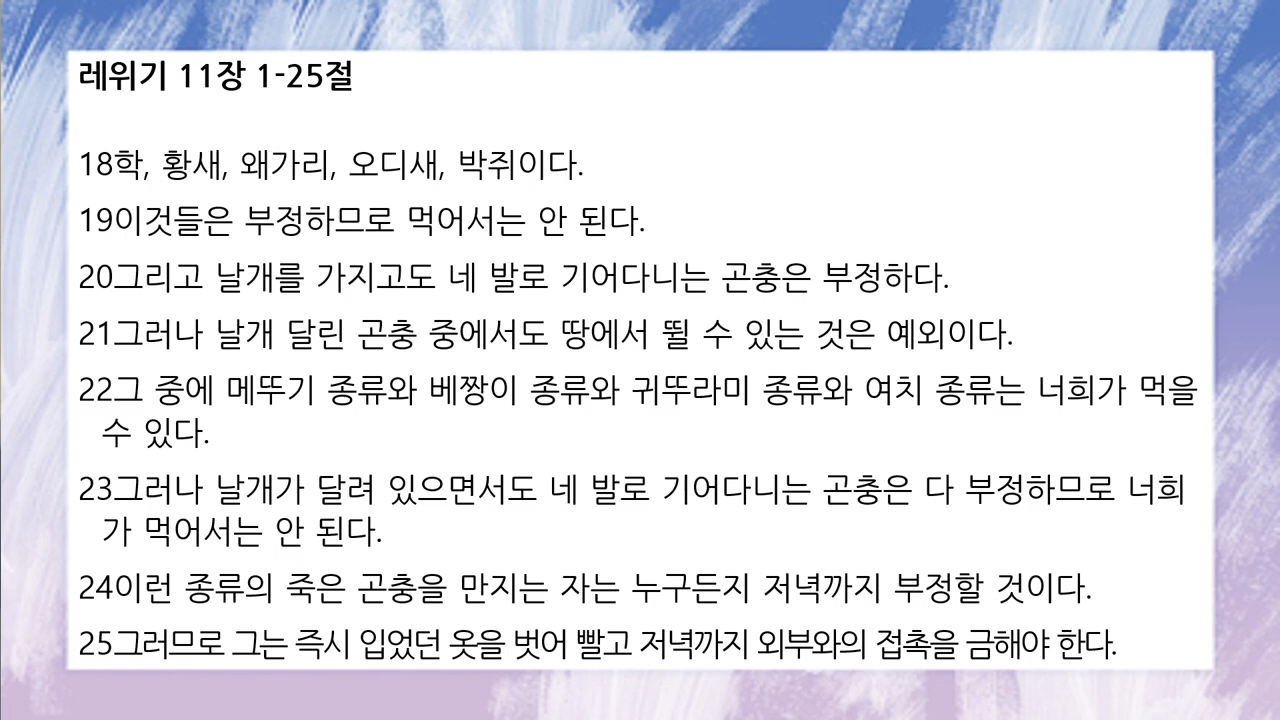 레위기 11장 1-25절
18학, 황새, 왜가리, 오디새, 박쥐이다.
19이것들은 부정하므로 먹어서는 안 된다.
20그리고 날개를 가지고도 네 발로 기어다니는 곤충은 부정하다.
21그러나 날개 달린 곤충 중에서도 땅에서 뛸 수 있는 것은 예외이다.
22그 중에 메뚜기 종류와 베짱이 종류와 귀뚜라미 종류와 여치 종류는 너희가 먹을
수 있다.
23그러나 날개가 달려 있으면서도 네 발로 기어다니는 곤충은 다 부정하므로 너희
가 먹어서는 안 된다.
24이런 종류의 죽은 곤충을 만지는 자는 누구든지 저녁까지 부정할 것이다.
25그러므로 그는 즉시 입었던 옷을 벗어 빨고 저녁까지 외부와의 접촉을 금해야 한다.